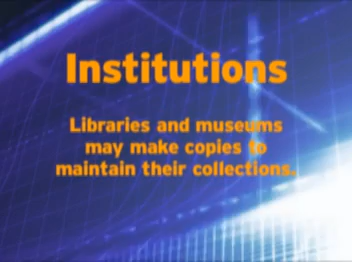 Institutions
Libraries and museums
may make copies to
maintain their collections.